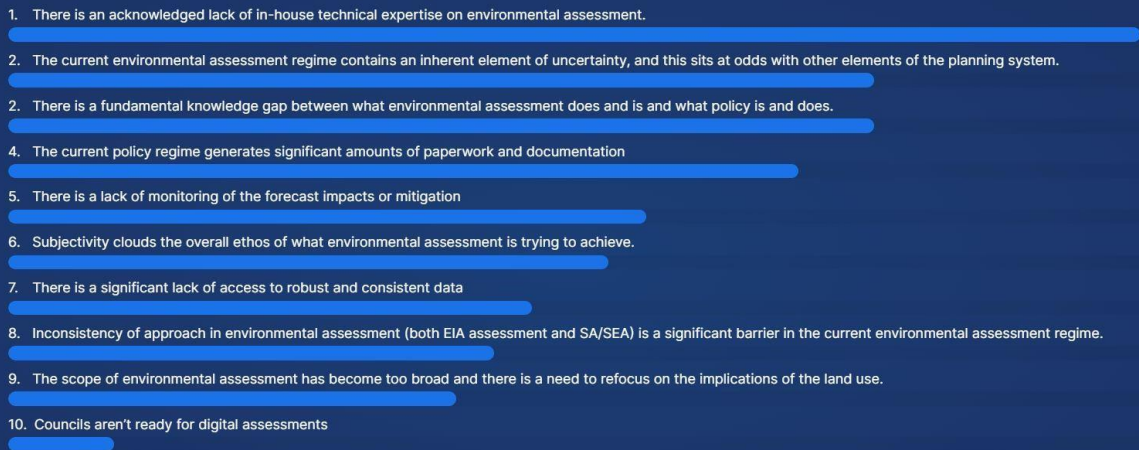 1. There is an acknowledged lack of in-house technical expertise on environmental assessment.
2. The current environmental assessment regime contains an inherent element of uncertainty, and this sits at odds with other elements of the planning system.
2. There is a fundamental knowledge gap between what environmental assessment does and is and what policy is and does.
4. The current policy regime generates significant amounts of paperwork and documentation
5. There is a lack of monitoring of the forecast impacts or mitigation
6. Subjectivity clouds the overall ethos of what environmental assessment is trying to achieve.
7. There is a significant lack of access to robust and consistent data
8. Inconsistency of approach in environmental assessment (both EIA assessment and SA/SEA) is a significant barrier in the current environmental assessment regime.
9. The scope of environmental assessment has become too broad and there is a need to refocus on the implications of the land use.
10. Councils aren’t ready for digital assessments